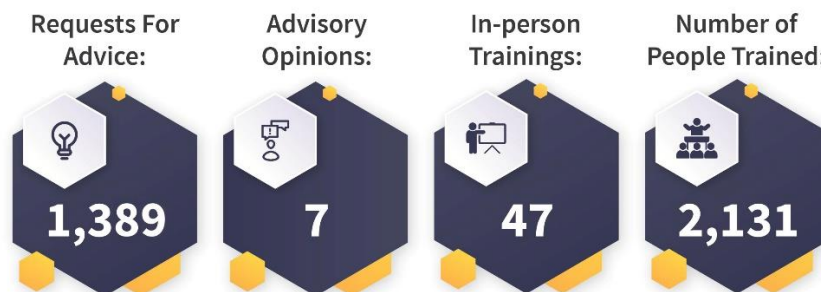 Requests For
Advice:
Advisory
Opinions:
In-person
Trainings:
Number of
People Trained:
1,389
7
47
2,131